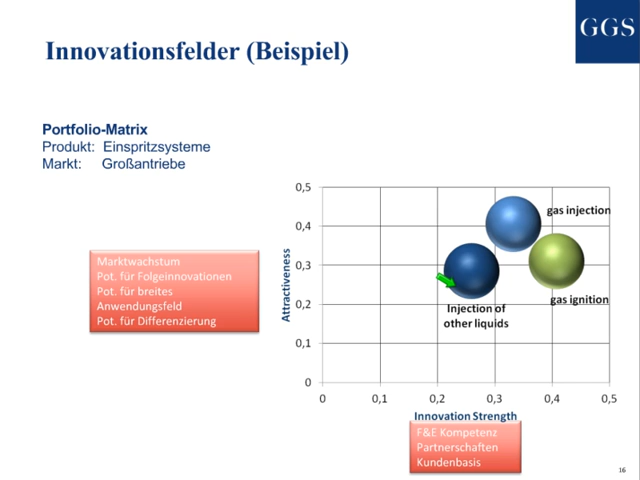 GGS
Innovationsfelder (Beispiel)
Portfolio-Matrix
Produkt: Einspritzsysteme
Markt: Großantriebe
Marktwachstum
Pot. für Folgeinnovationen
Pot. für breites
Anwendungsfeld
Pot. für Differenzierung
Attractiveness
0,5
0,4
0,3
0,2
0,1
0
gas injection
gas ignition
Injection of
other liquids
0
0,1
0,2
0,3
0,4
0,5
Innovation Strength
F&E Kompetenz
Partnerschaften
Kundenbasis
16